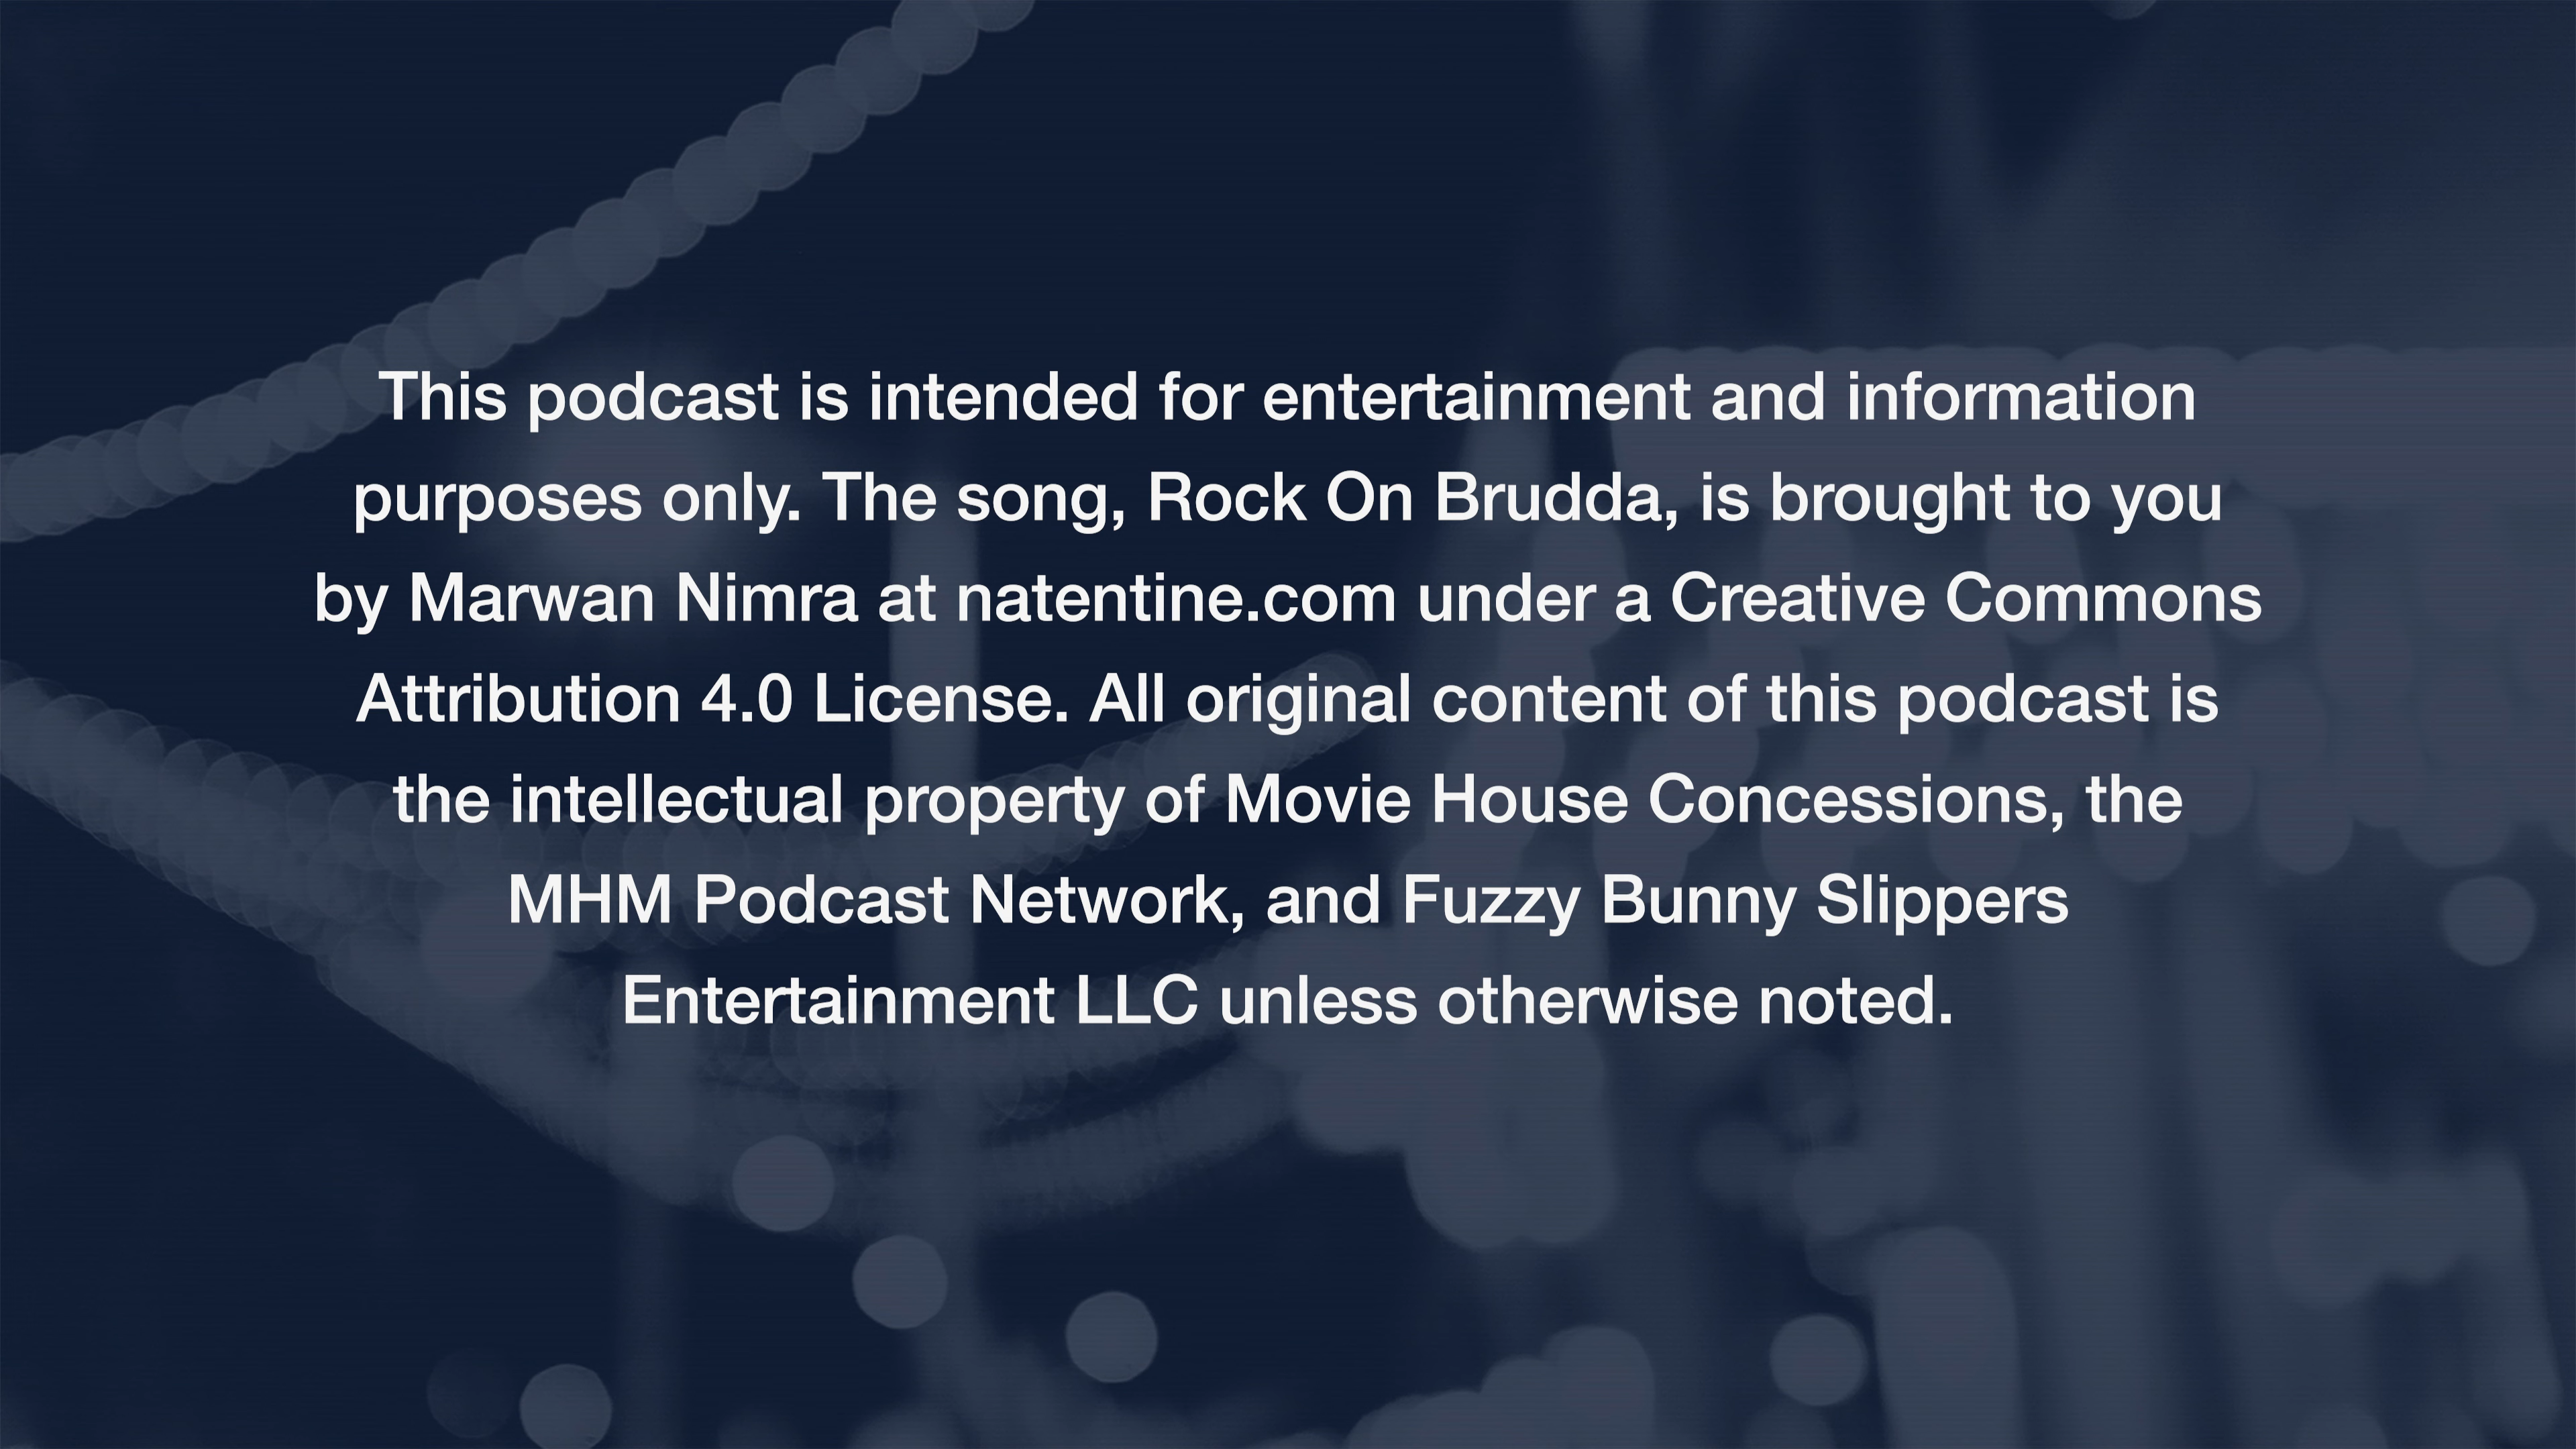 This podcast is intended for entertainment and information
purposes only. The song, Rock On Brudda, is brought to you
by Marwan Nimra at natentine.com under a Creative Commons
Attribution 4.0 License. All original content of this podcast is
the intellectual property of Movie House Concessions, the
MHM Podcast Network, and Fuzzy Bunny Slippers
Entertainment LLC unless otherwise noted.